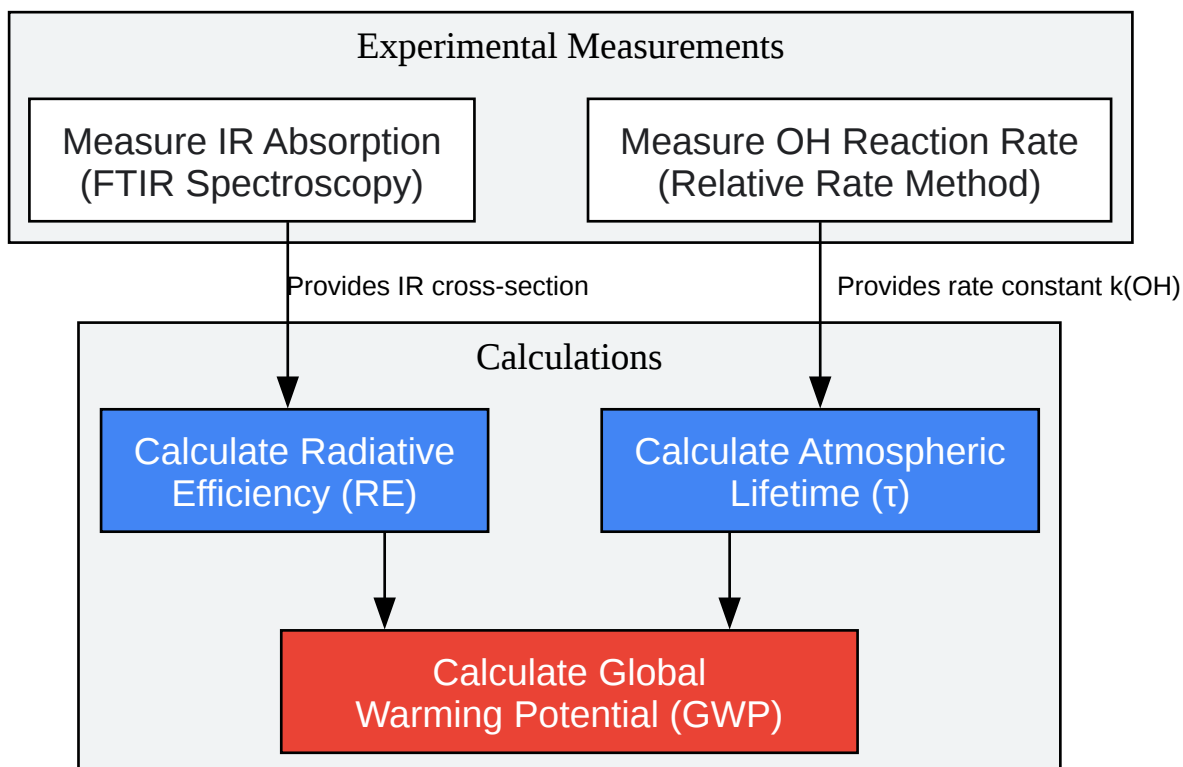 Experimental Measurements
Measure IR Absorption
(FTIR Spectroscopy)
Measure OH Reaction Rate
(Relative Rate Method)
Provides IR cross-section
Provides rate constant k(OH)
Calculations
Calculate Radiative
Efficiency (RE)
Calculate Atmospheric
Lifetime (τ)
Calculate Global
Warming Potential (GWP)